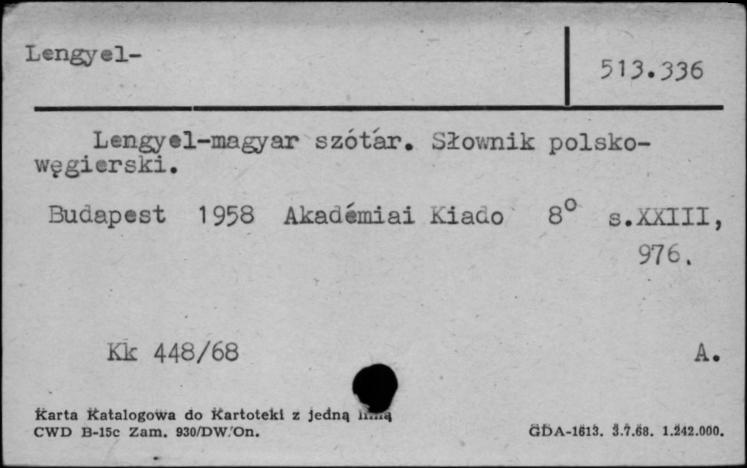 Lengyel-
513.336
Lengyel-magyar szótár. Słownik polsko-
węgierski.
Budapest 1958 Akadémiai Kiado 8° s.XXIII,
976.
Kk 448/68
A.
Karta Katalogowa do Kartoteki z jedną
CWD B-15c Zam. 930/DW/On.
GDA-1613. 3.7.68. 1.242.000.